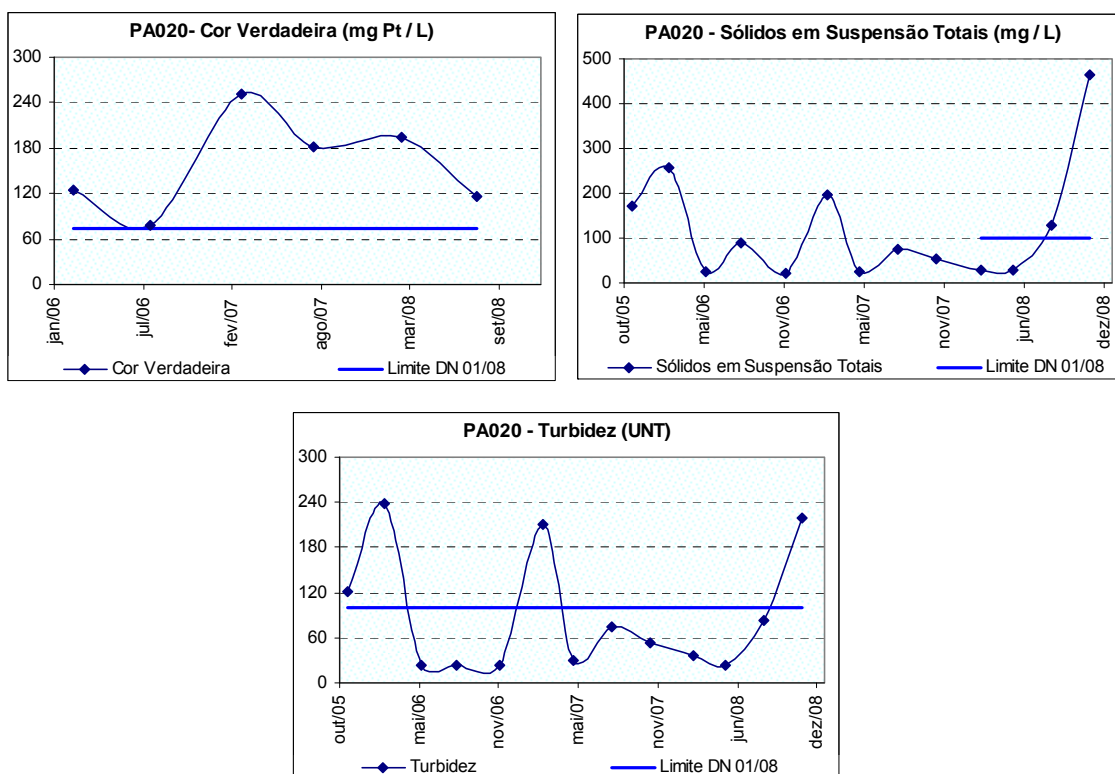 PA020- Cor Verdadeira (mg Pt / L)
300
240
180
120
60
0
jan/06
jul/06
fev/07
ago/07
mar/08
set/08
Cor Verdadeira
Limite DN 01/08
PA020 - Sólidos em Suspensão Totais (mg / L)
500
400
300
200
100
0
out/05
mai/06
nov/06
mai/07
nov/07
jun/08
dez/08
Sólidos em Suspensão Totais
Limite DN 01/08
PA020 - Turbidez (UNT)
300
240
180
120
60
0
out/05
mai/06
nov/06
mai/07
nov/07
jun/08
dez/08
Turbidez
Limite DN 01/08